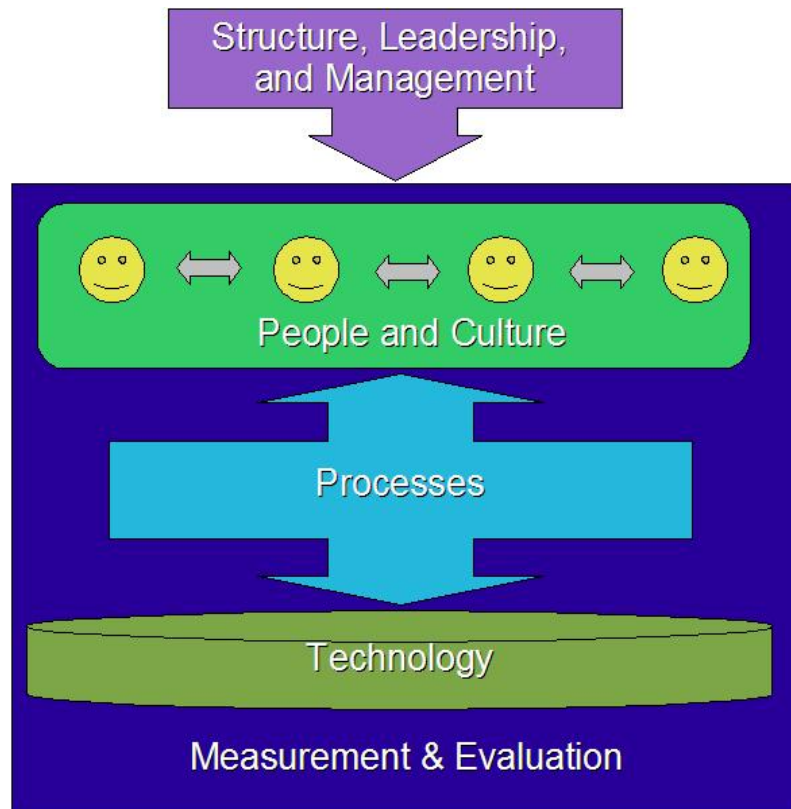 Structure, Leadership,
and Management
People and Culture
Processes
Technology
Measurement & Evaluation